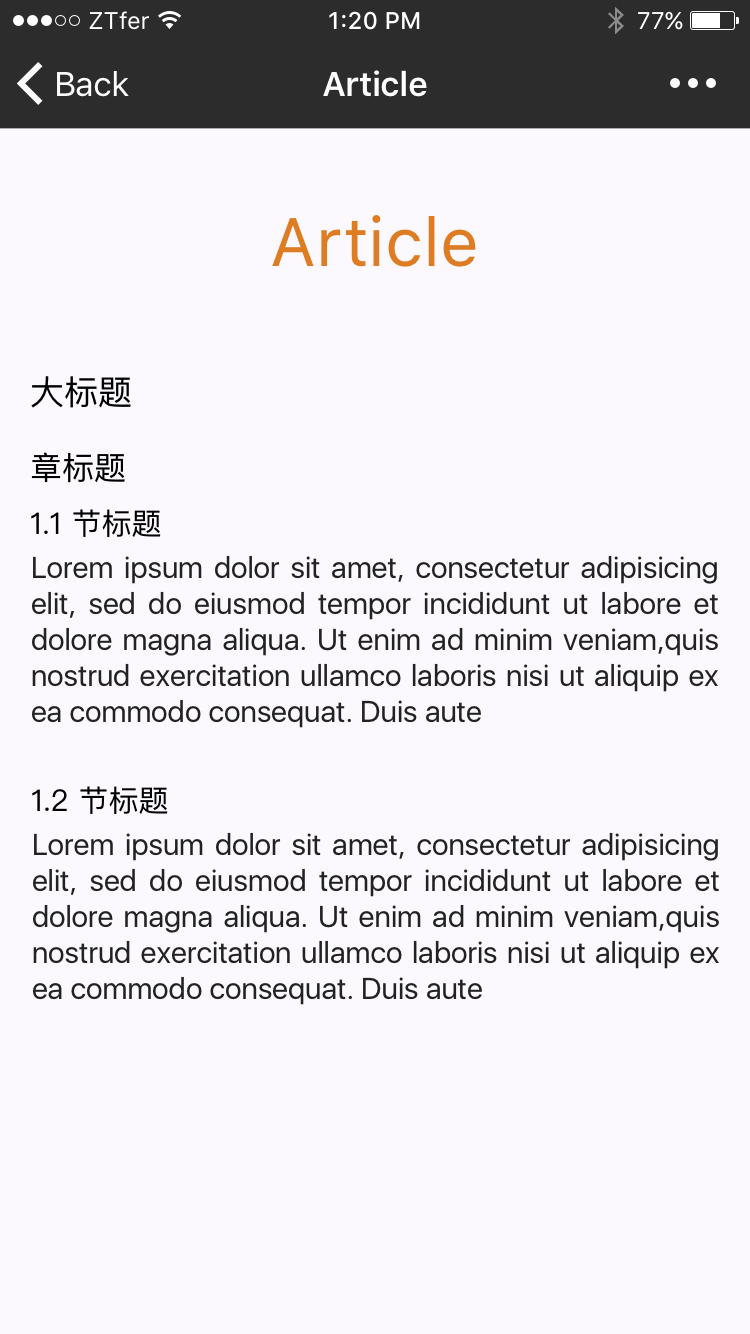 ZTfer 1:20 PM 77%
Back Article
Article
大标题
章标题
1.1 节标题
Lorem ipsum dolor sit amet, consectetur adipisicing
elit, sed do eiusmod tempor incididunt ut labore et
dolore magna aliqua. Ut enim ad minim veniam,quis
nostrud exercitation ullamco laboris nisi ut aliquip ex
ea commodo consequat. Duis aute
1.2 节标题
Lorem ipsum dolor sit amet, consectetur adipisicing
elit, sed do eiusmod tempor incididunt ut labore et
dolore magna aliqua. Ut enim ad minim veniam,quis
nostrud exercitation ullamco laboris nisi ut aliquip ex
ea commodo consequat. Duis aute